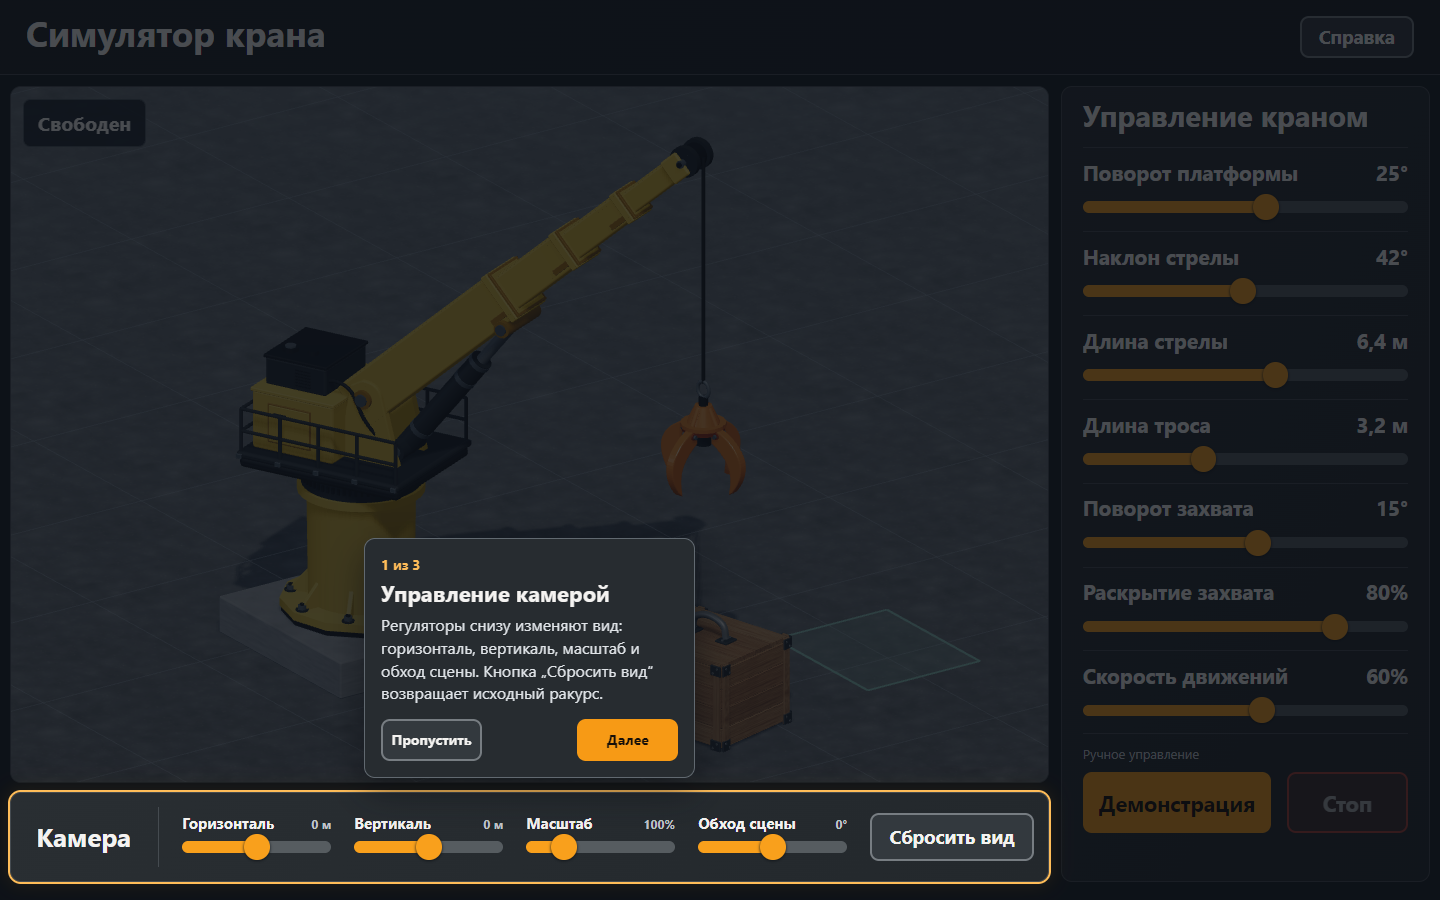 Симулятор крана
Справка
Свободен
Управление краном
Поворот платформы 25°
Наклон стрелы 42°
Длина стрелы 6,4 м
Длина троса 3,2 м
Поворот захвата 15°
Раскрытие захвата 80%
Скорость движений 60%
Ручное управление
Демонстрация Стоп
1 из 3
Управление камерой
Регуляторы снизу изменяют вид:
горизонталь, вертикаль, масштаб и
обход сцены. Кнопка „Сбросить вид“
возвращает исходный ракурс.
Пропустить Далее
Камера
Горизонталь 0 м
Вертикаль 0 м
Масштаб 100%
Обход сцены 0°
Сбросить вид